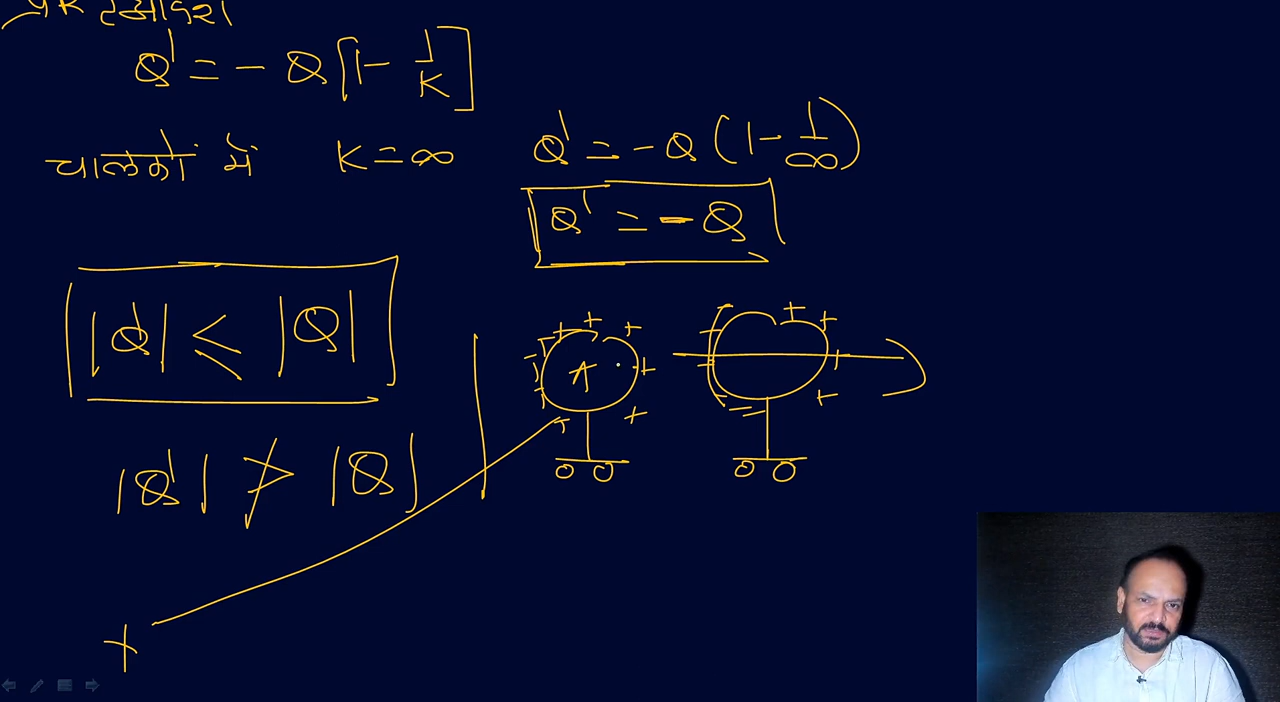 Q' = - Q [1 - 1/K]
चालकों में K = ∞ Q' = - Q (1 - 1/∞)
Q' = - Q
|Q'| ≤ |Q|
|Q'| ≯ |Q|